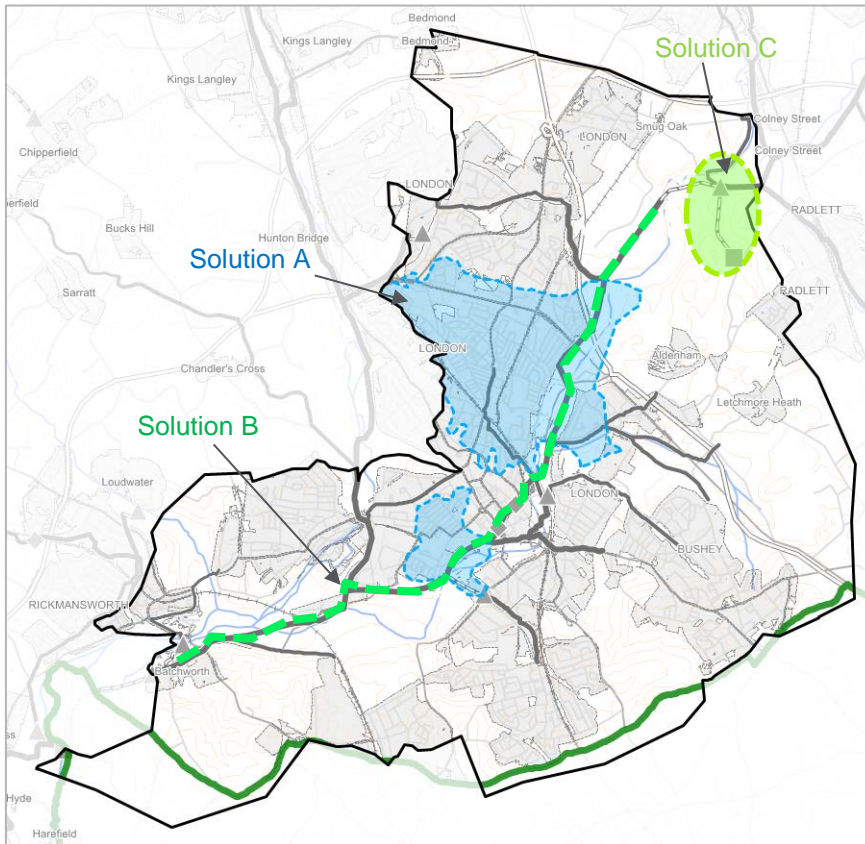 Bedmond
Kings Langley
Bedmond
Solution C
Kings Langley
Colney Street
LONDON
Smug Oak
Chipperfield
Colney Street
LONDON
perfield
RADLETT
Bucks Hill
Hunton Bridge
Solution A
RADLETT
Sarratt
LONDON
Aldenham
Chandler's Cross
Letchmore Heath
Solution B
Loudwater
LONDON
BUSHEY
RICKMANSWORTH
Batchworth
ss
Hyde
Harefield